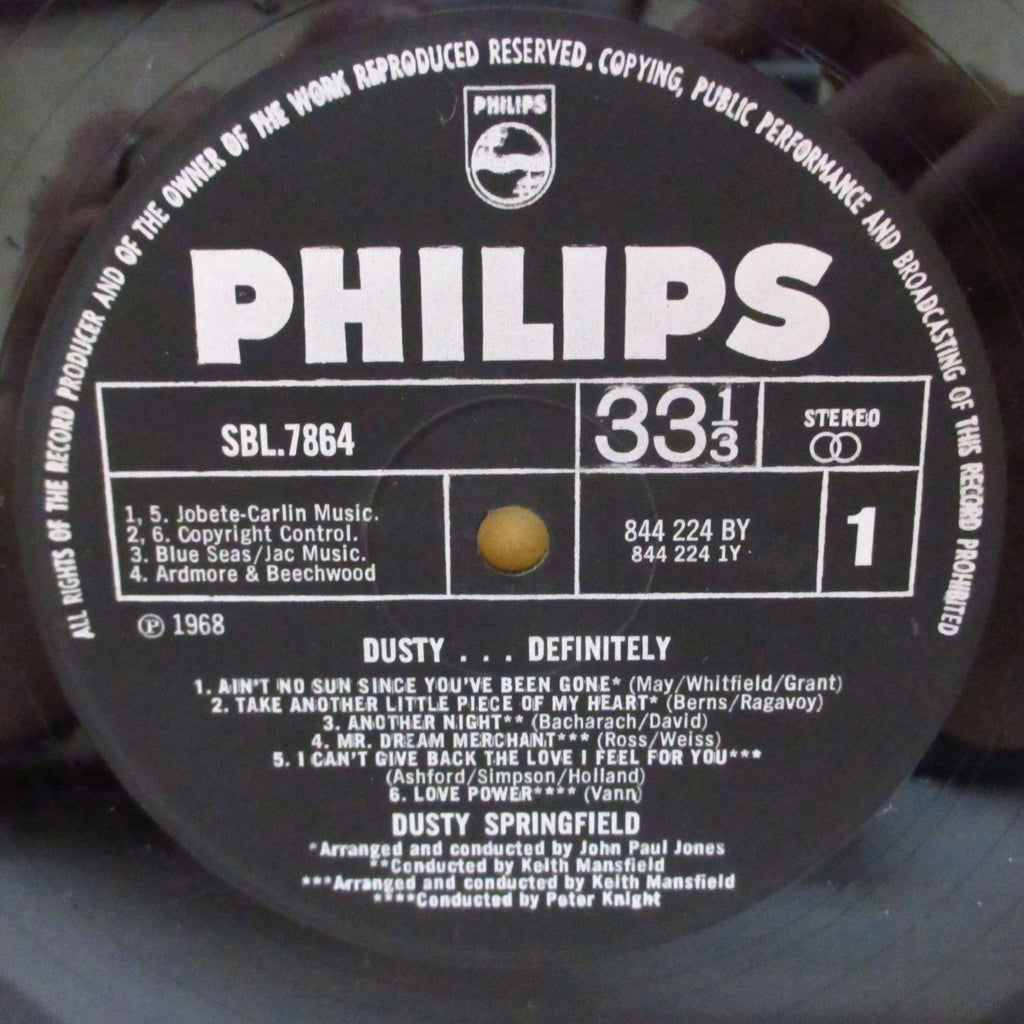 ALL RIGHTS OF THE RECORD PRODUCER AND OF THE OWNER OF THE WORK REPRODUCED RESERVED. COPYING, PUBLIC PERFORMANCE AND BROADCASTING OF THIS RECORD PROHIBITED
PHILIPS
PHILIPS
SBL.7864
33 1/3
STEREO
1, 5. Jobete-Carlin Music.
2, 6. Copyright Control.
3. Blue Seas/Jac Music.
4. Ardmore & Beechwood
844 224 BY
844 224 1Y
1
℗ 1968
DUSTY . . . DEFINITELY
1. AIN'T NO SUN SINCE YOU'VE BEEN GONE* (May/Whitfield/Grant)
2. TAKE ANOTHER LITTLE PIECE OF MY HEART* (Berns/Ragavoy)
3. ANOTHER NIGHT** (Bacharach/David)
4. MR. DREAM MERCHANT*** (Ross/Weiss)
5. I CAN'T GIVE BACK THE LOVE I FEEL FOR YOU***
(Ashford/Simpson/Holland)
6. LOVE POWER**** (Vann)
DUSTY SPRINGFIELD
*Arranged and conducted by John Paul Jones
**Conducted by Keith Mansfield
***Arranged and conducted by Keith Mansfield
****Conducted by Peter Knight